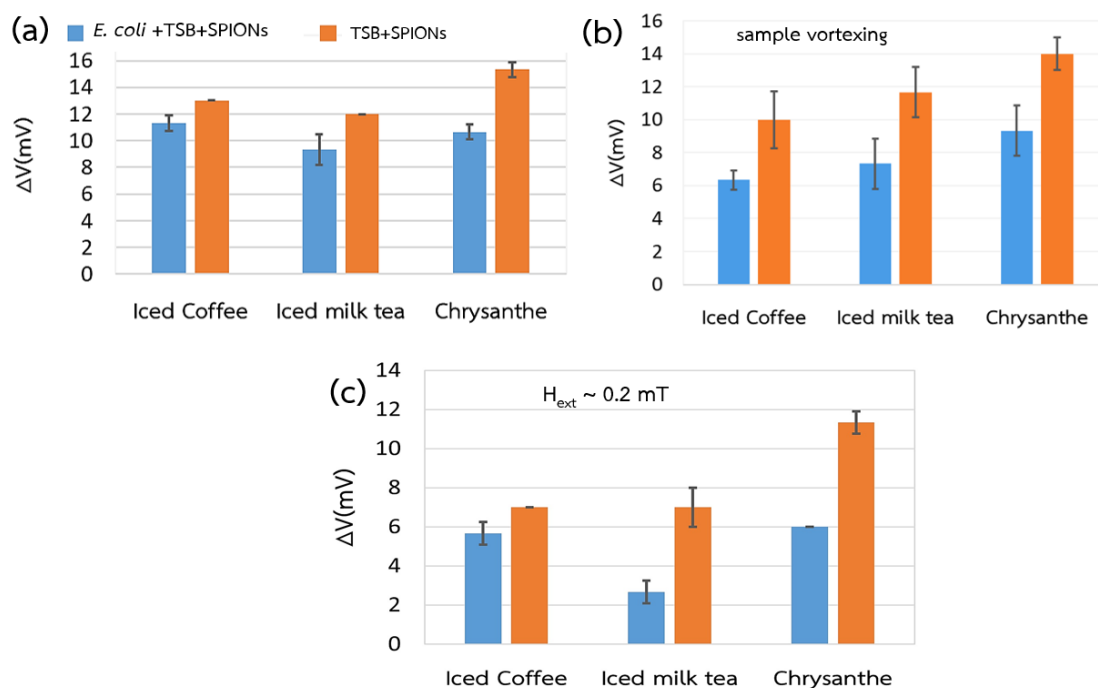 (a)
E. coli +TSB+SPIONs
TSB+SPIONs
ΔV(mV)
16
14
12
10
8
6
4
2
0
Iced Coffee
Iced milk tea
Chrysanthe
(b)
sample vortexing
ΔV(mV)
16
14
12
10
8
6
4
2
0
Iced Coffee
Iced milk tea
Chrysanthe
(c)
H_ext ~ 0.2 mT
ΔV(mV)
14
12
10
8
6
4
2
0
Iced Coffee
Iced milk tea
Chrysanthe